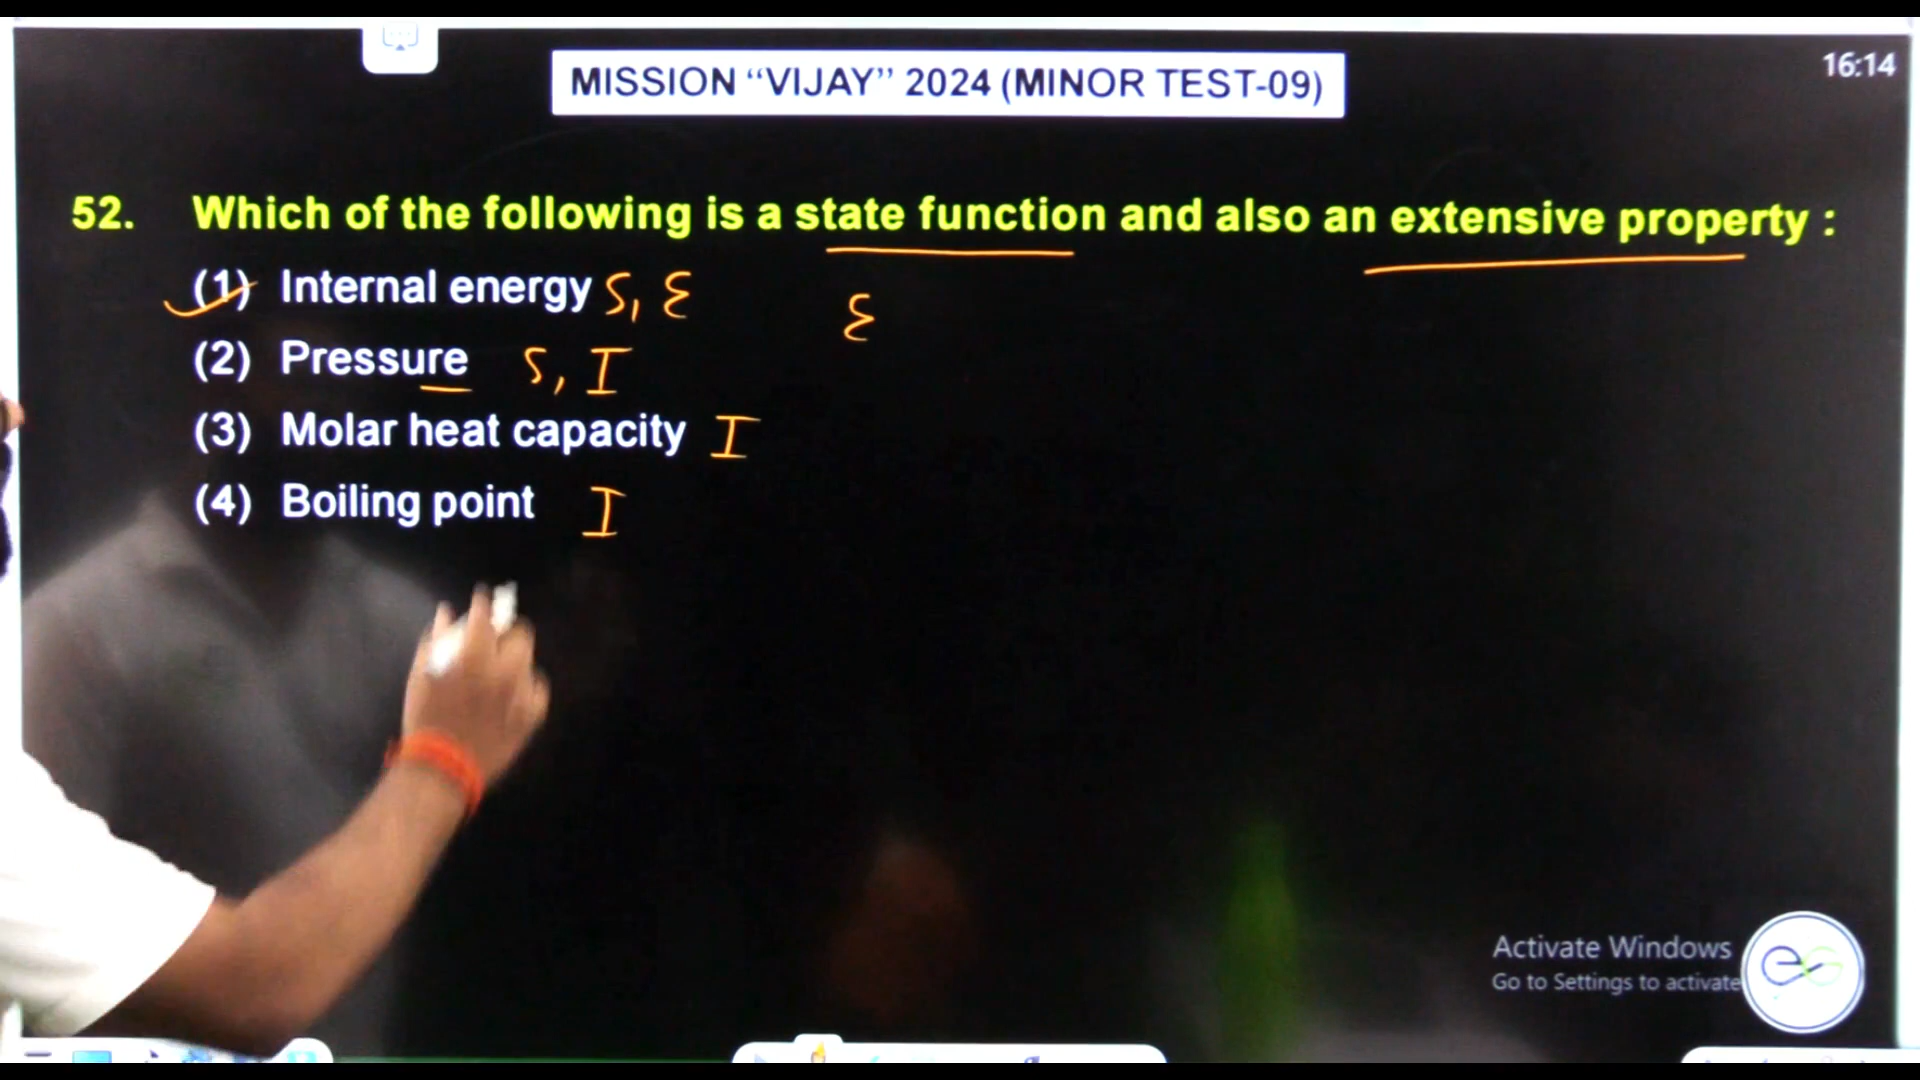 16:14
MISSION “VIJAY” 2024 (MINOR TEST-09)
52. Which of the following is a state function and also an extensive property :
(1) Internal energy S, Ɛ Ɛ
(2) Pressure S, I
(3) Molar heat capacity I
(4) Boiling point I
Activate Windows
Go to Settings to activate